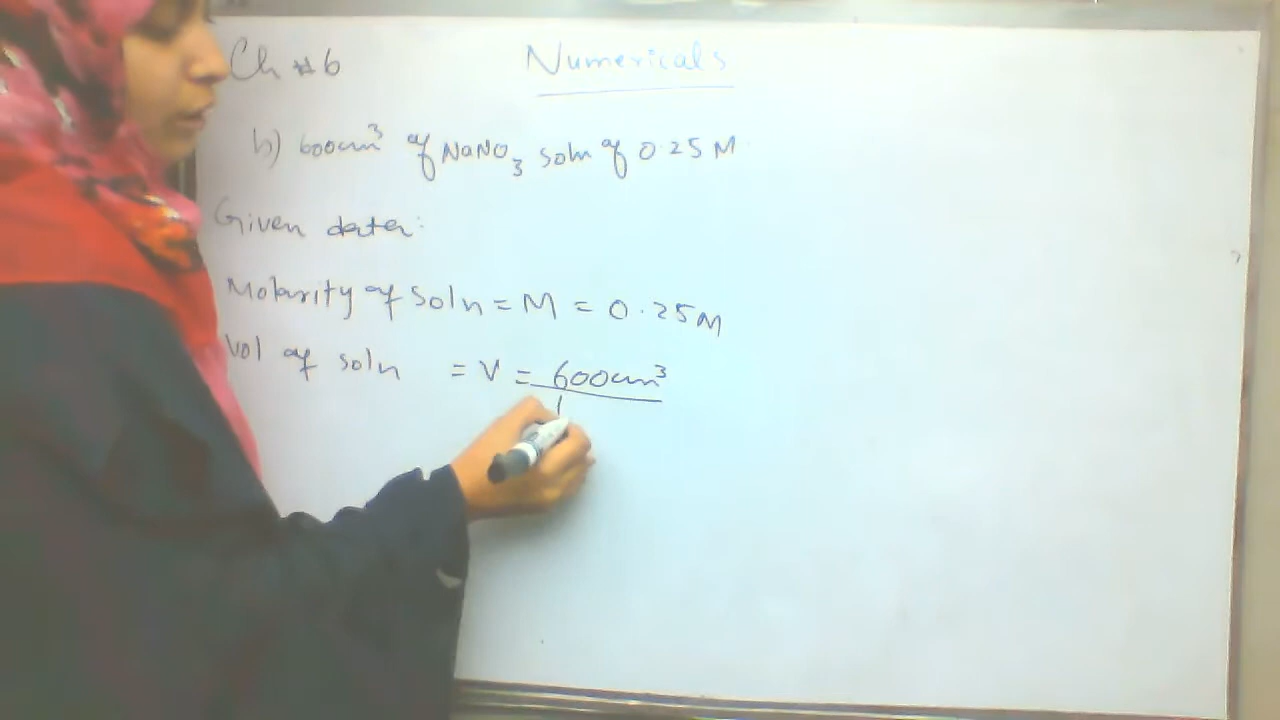 Ch #6
Numericals
b) 600cm³ of NaNO₃ soln of 0.25 M
Given data:
Molarity of soln = M = 0.25M
Vol of soln = V = 600cm³
1